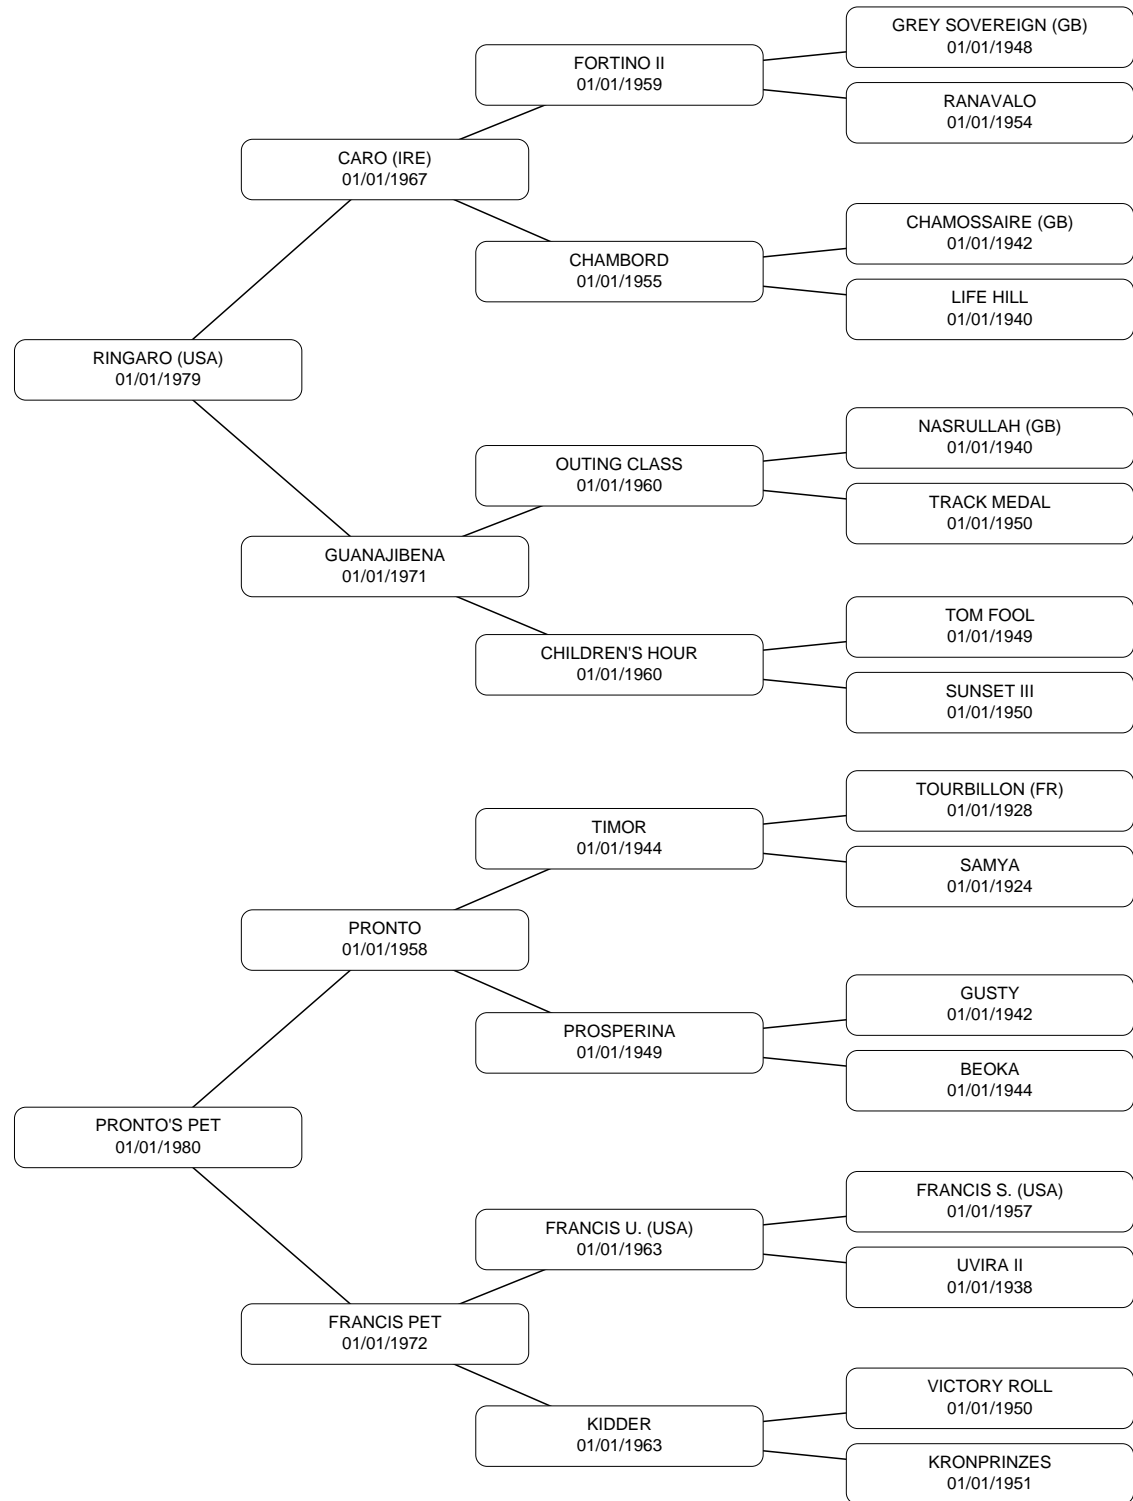 GREY SOVEREIGN (GB)
01/01/1948
FORTINO II
01/01/1959
RANAVALO
01/01/1954
CARO (IRE)
01/01/1967
CHAMOSSAIRE (GB)
01/01/1942
CHAMBORD
01/01/1955
LIFE HILL
01/01/1940
RINGARO (USA)
01/01/1979
NASRULLAH (GB)
01/01/1940
OUTING CLASS
01/01/1960
TRACK MEDAL
01/01/1950
GUANAJIBENA
01/01/1971
TOM FOOL
01/01/1949
CHILDREN'S HOUR
01/01/1960
SUNSET III
01/01/1950
TOURBILLON (FR)
01/01/1928
TIMOR
01/01/1944
SAMYA
01/01/1924
PRONTO
01/01/1958
GUSTY
01/01/1942
PROSPERINA
01/01/1949
BEOKA
01/01/1944
PRONTO'S PET
01/01/1980
FRANCIS S. (USA)
01/01/1957
FRANCIS U. (USA)
01/01/1963
UVIRA II
01/01/1938
FRANCIS PET
01/01/1972
VICTORY ROLL
01/01/1950
KIDDER
01/01/1963
KRONPRINZES
01/01/1951